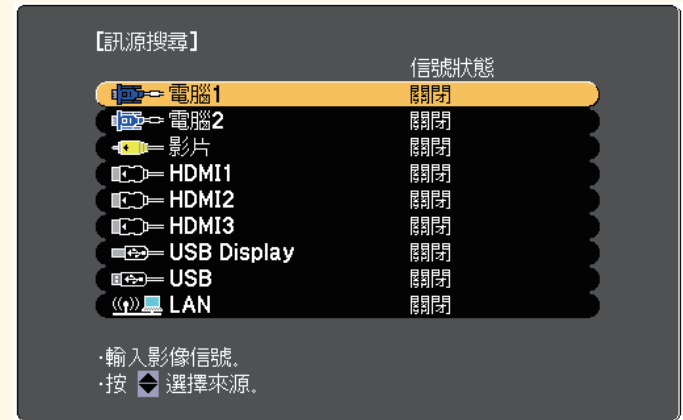 【訊源搜尋】
信號狀態
電腦1 關閉
電腦2 關閉
影片 關閉
HDMI1 關閉
HDMI2 關閉
HDMI3 關閉
USB Display 關閉
USB 關閉
LAN 關閉
·輸入影像信號。
·按 選擇來源。